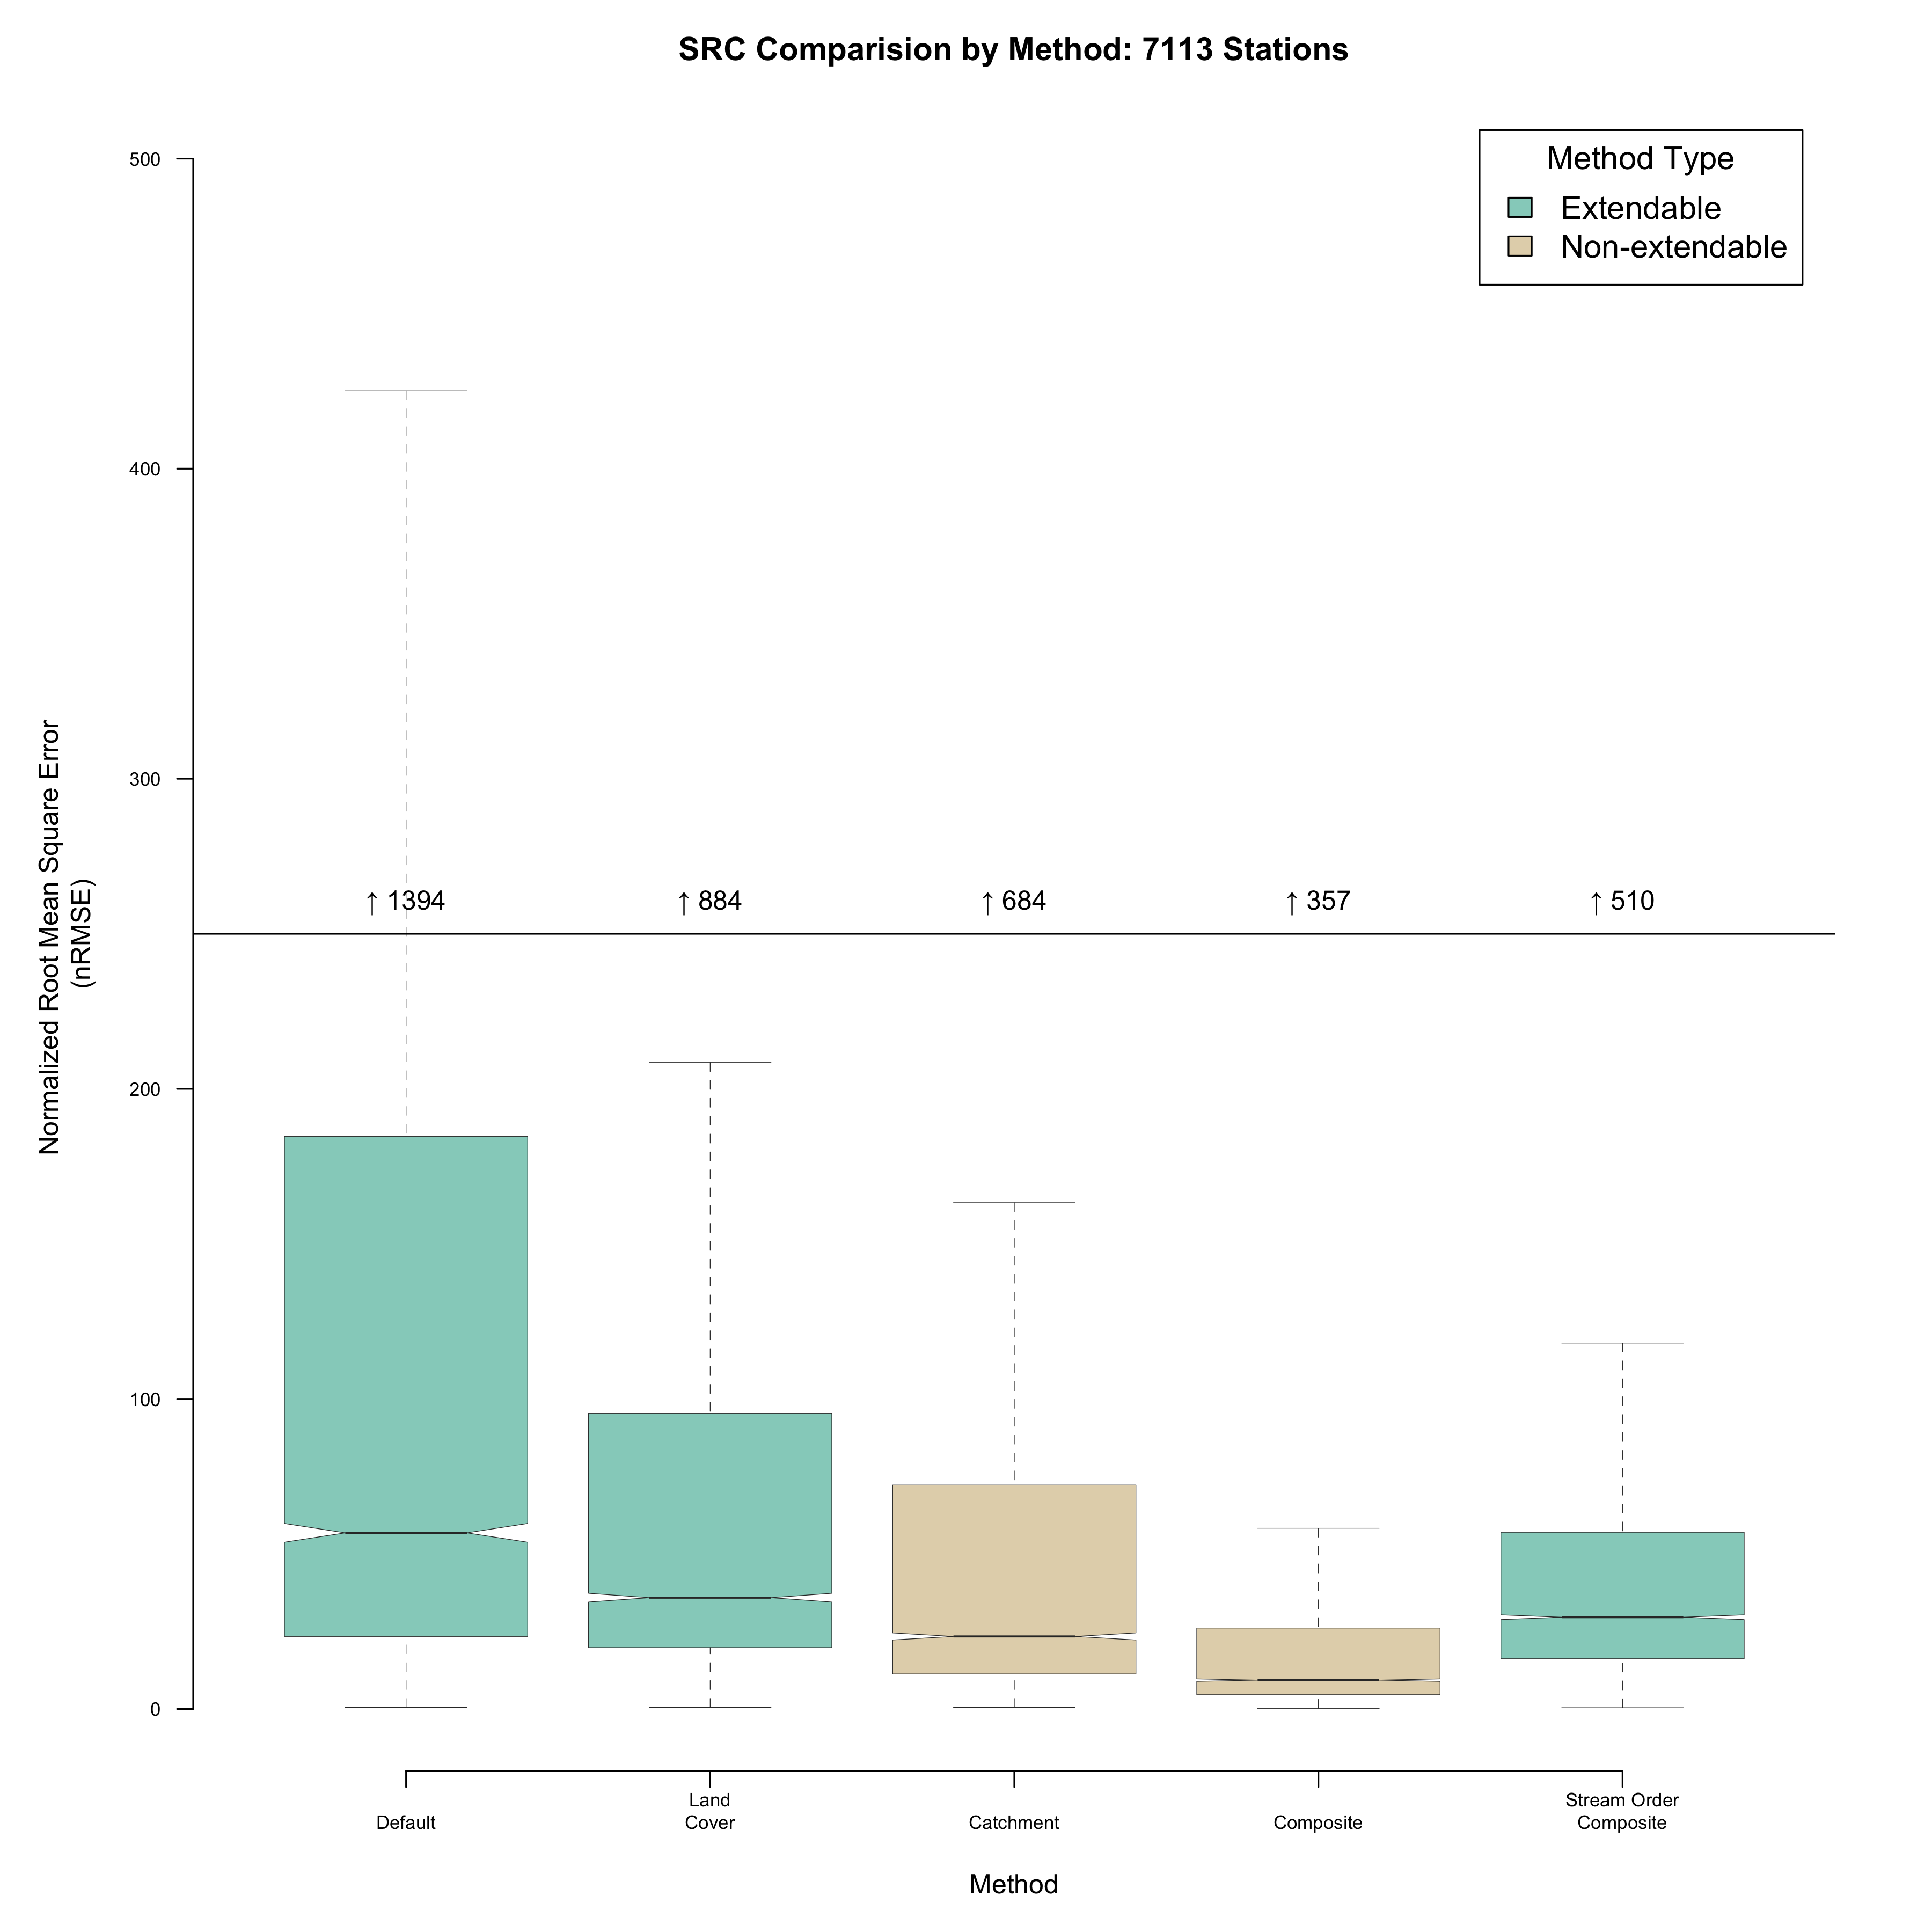 SRC Comparision by Method: 7113 Stations
Method Type
Extendable
Non-extendable
Normalized Root Mean Square Error
(nRMSE)
500
400
300
200
100
0
↑ 1394
↑ 884
↑ 684
↑ 357
↑ 510
Default
Land
Cover
Catchment
Composite
Stream Order
Composite
Method